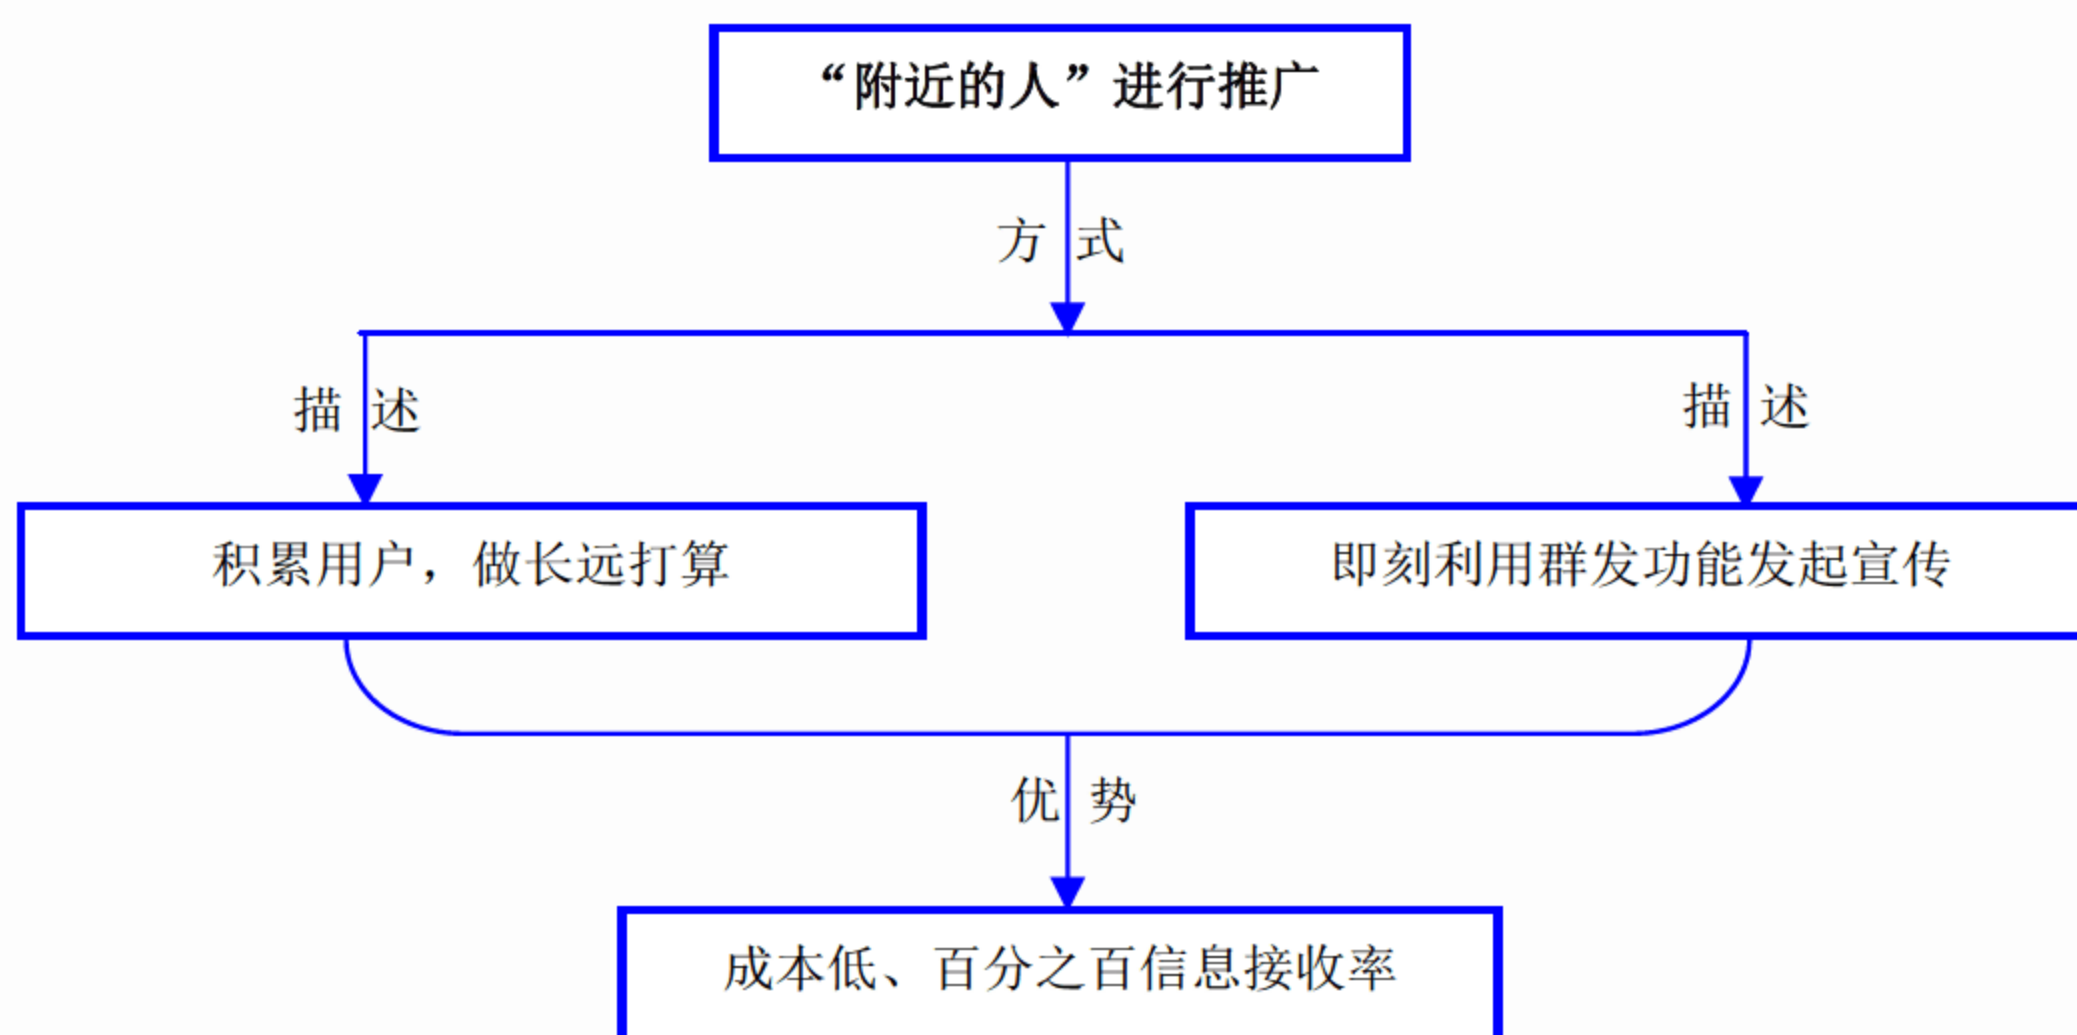 “附近的人”进行推广
方式
描述
描述
积累用户，做长远打算
即刻利用群发功能发起宣传
优势
成本低、百分之百信息接收率